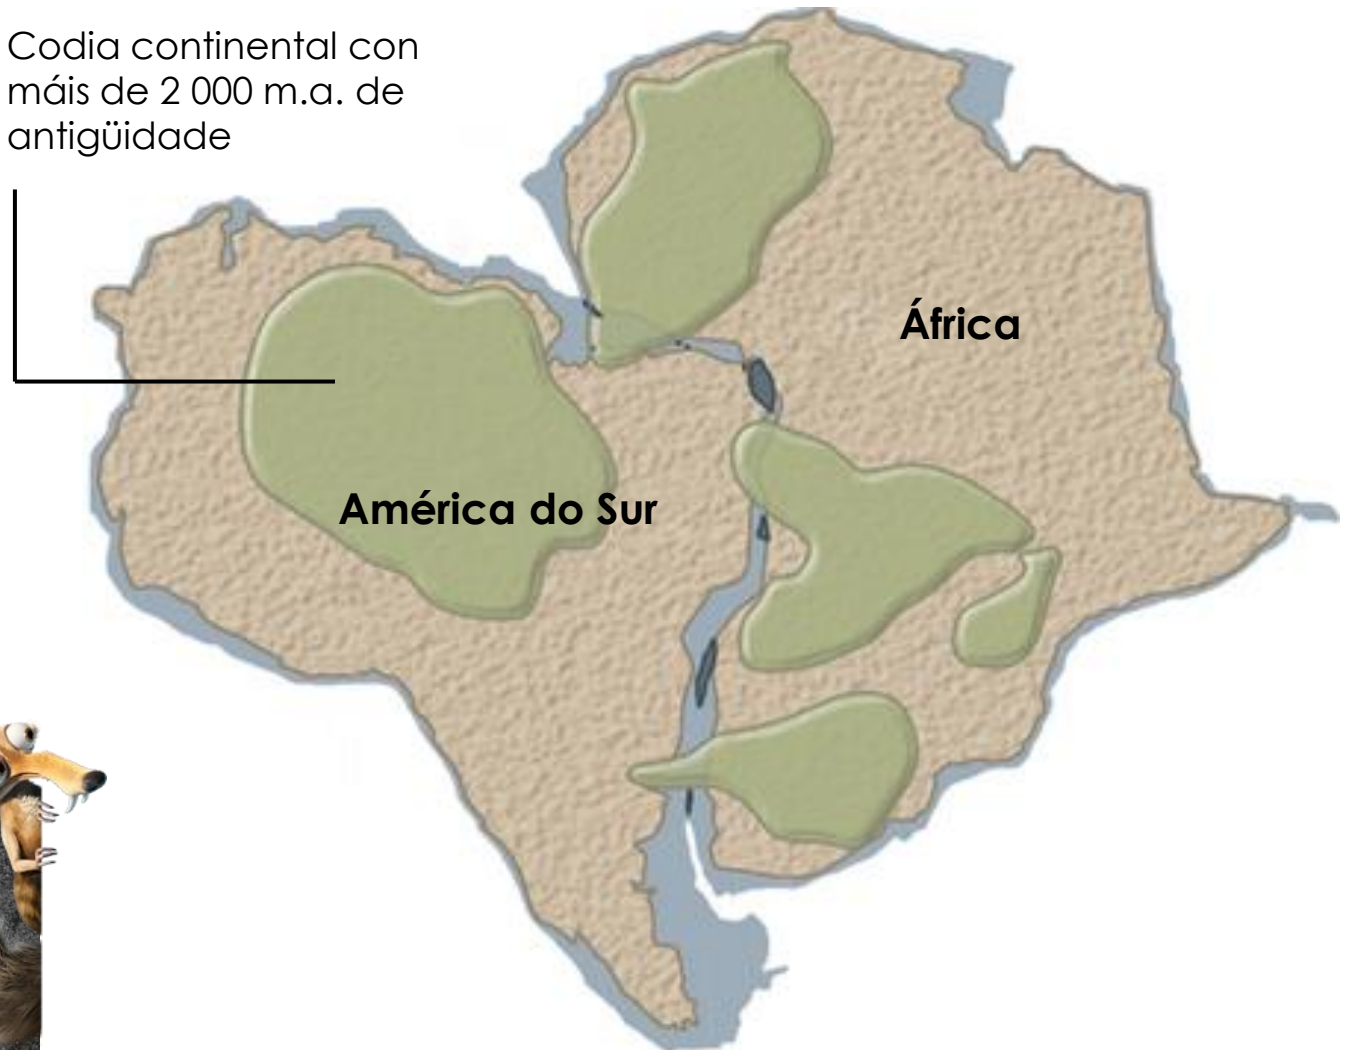 Codia continental con
máis de 2 000 m.a. de
antigüidade
África
América do Sur